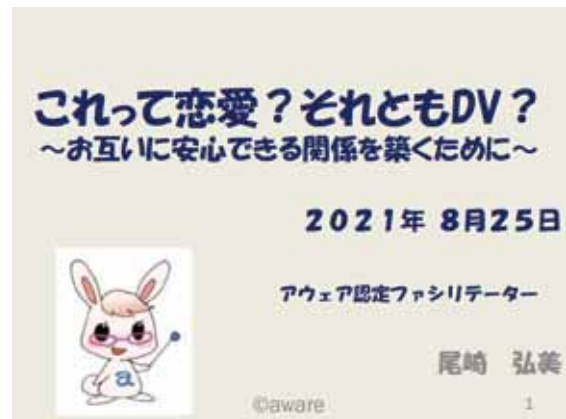 これって恋愛？それともDV？
～お互いに安心できる関係を築くために～
2021年 8月25日
アウェア認定ファシリテーター
尾崎 弘美
a
©aware
1